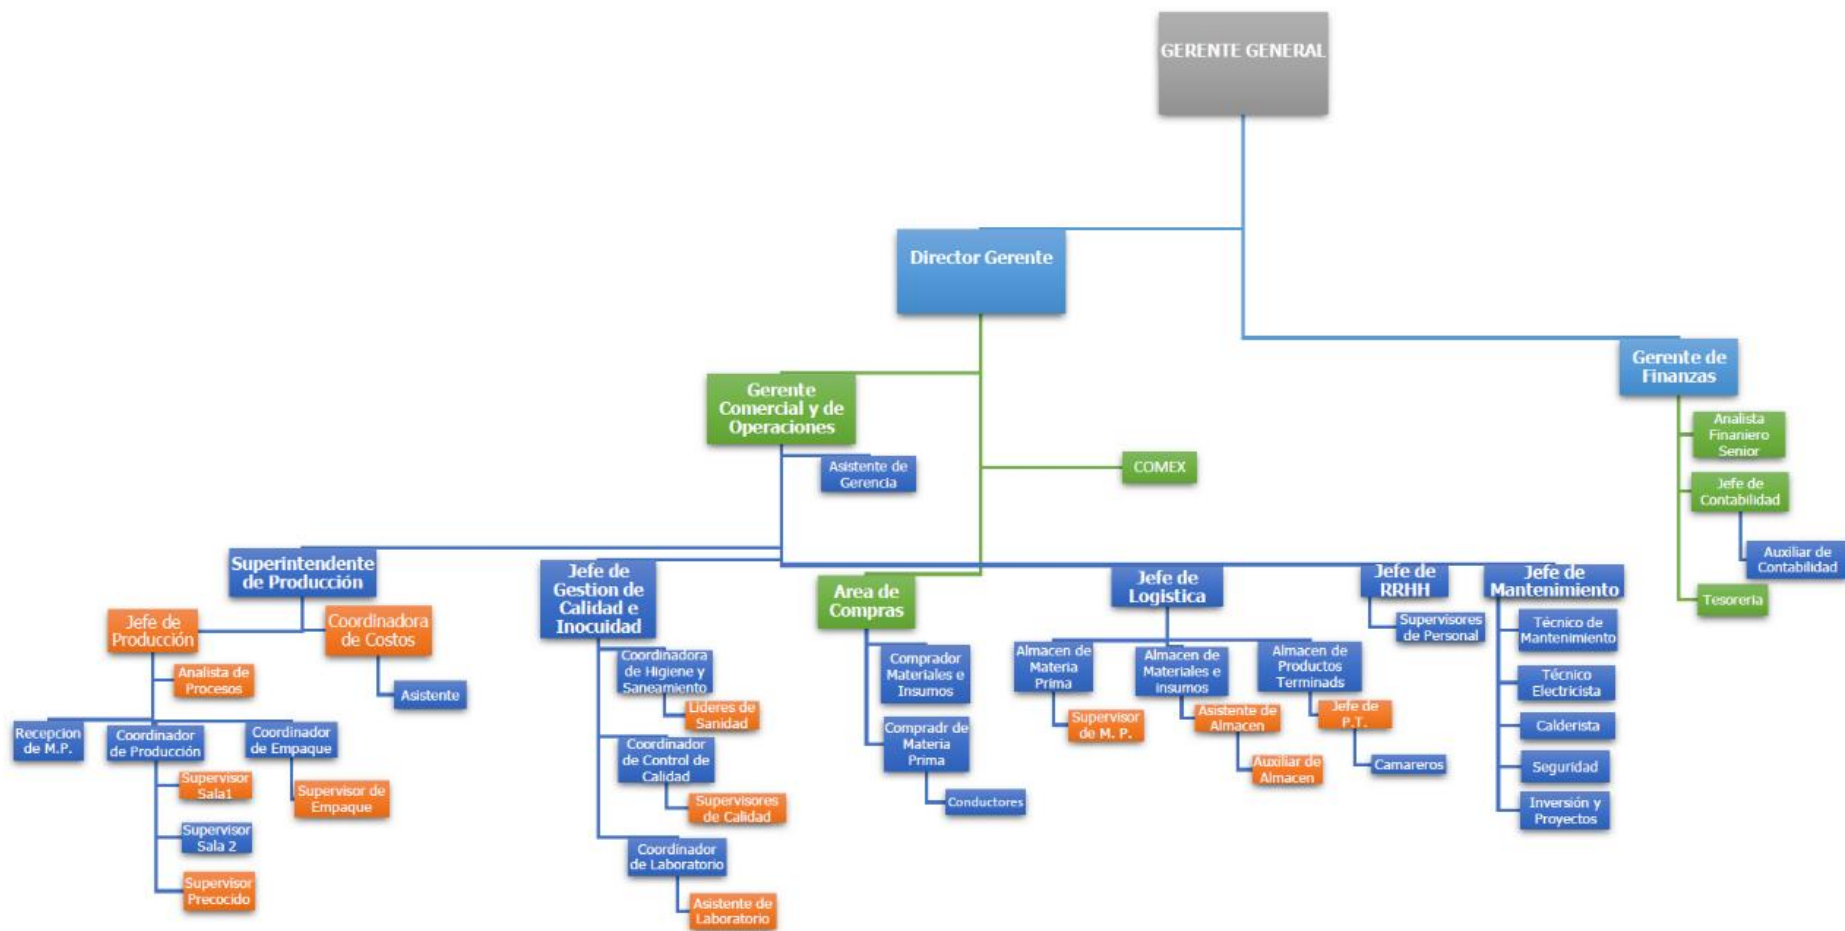 GERENTE GENERAL
Director Gerente
Gerente de
Finanzas
Gerente
Comercial y de
Operaciones
Analista
Finaniero
Senior
Asistente de
Gerencia
COMEX
Jefe de
Contabilidad
Auxiliar de
Contabilidad
Tesoreria
Superintendente
de Producción
Jefe de
Gestion de
Calidad e
Inocuidad
Area de
Compras
Jefe de
Logistica
Jefe de
RRHH
Jefe de
Mantenimiento
Jefe de
Producción
Coordinadora
de Costos
Analista de
Procesos
Asistente
Recepcion
de M.P.
Coordinador
de Producción
Coordinador
de Empaque
Supervisor
Sala1
Supervisor de
Empaque
Supervisor
Sala 2
Supervisor
Precocido
Coordinadora
de Higiene y
Saneamiento
Lideres de
Sanidad
Coordinador
de Control de
Calidad
Supervisores
de Calidad
Coordinador
de Laboratorio
Asistente de
Laboratorio
Comprador
Materiales e
Insumos
Compradr de
Materia
Prima
Conductores
Almacen de
Materia
Prima
Supervisor
de M. P.
Almacen de
Materiales e
insumos
Asistente de
Almacen
Auxiliar de
Almacen
Almacen de
Productos
Terminads
Jefe de
P.T.
Camareros
Supervisores
de Personal
Técnico de
Mantenimiento
Técnico
Electricista
Calderista
Seguridad
Inversión y
Proyectos